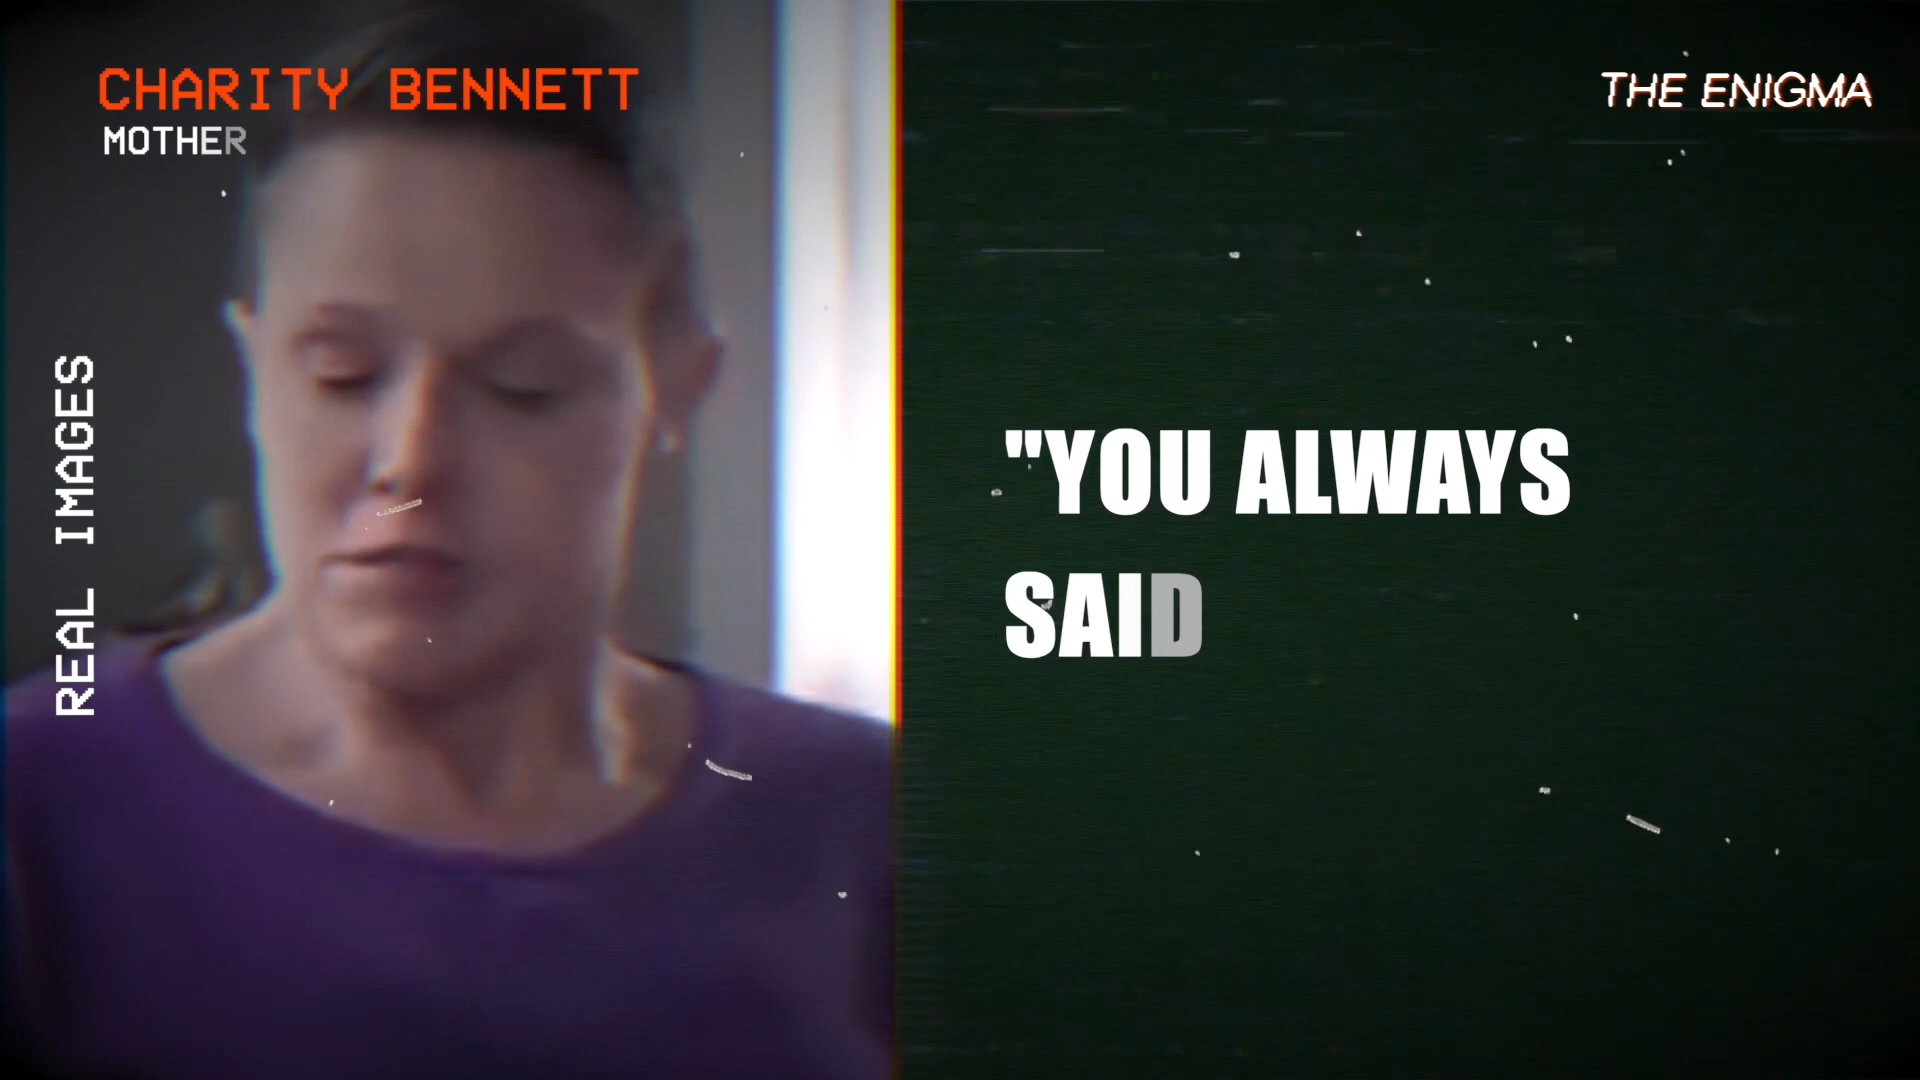 CHARITY BENNETT
MOTHER
THE ENIGMA
REAL IMAGES
"YOU ALWAYS
SAID